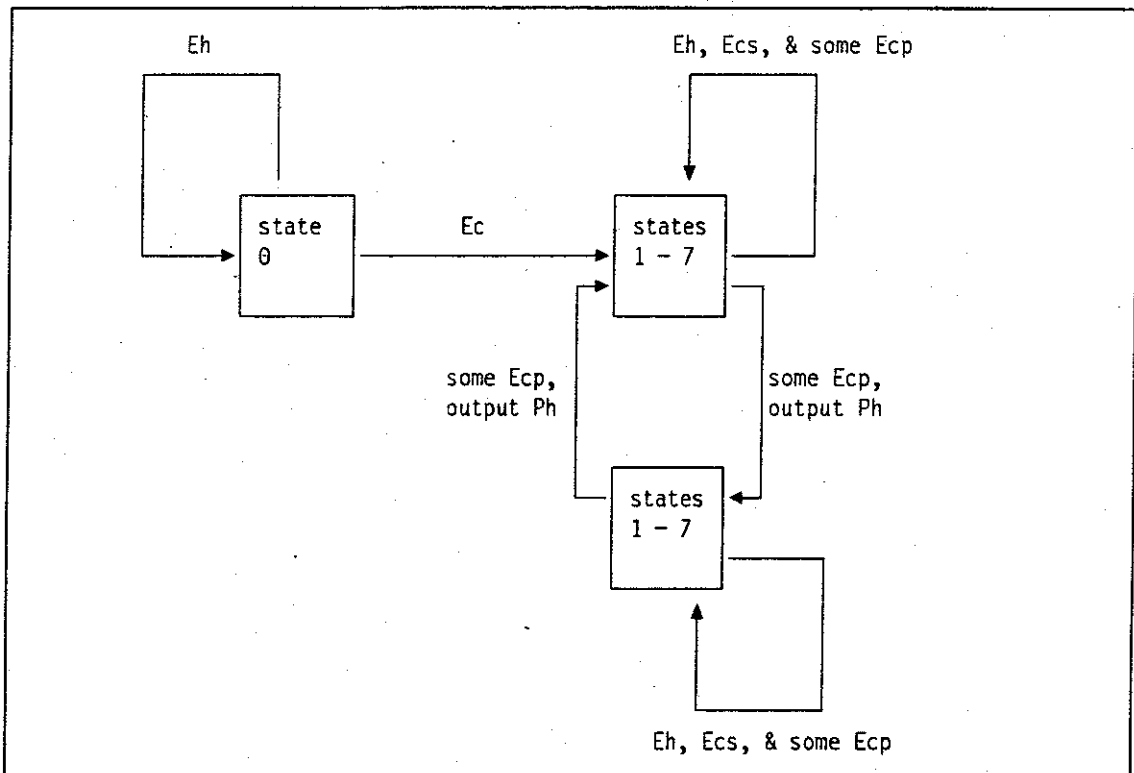 Eh
Eh, Ecs, & some Ecp
state
0
Ec
states
1 – 7
some Ecp,
output Ph
some Ecp,
output Ph
states
1 – 7
Eh, Ecs, & some Ecp